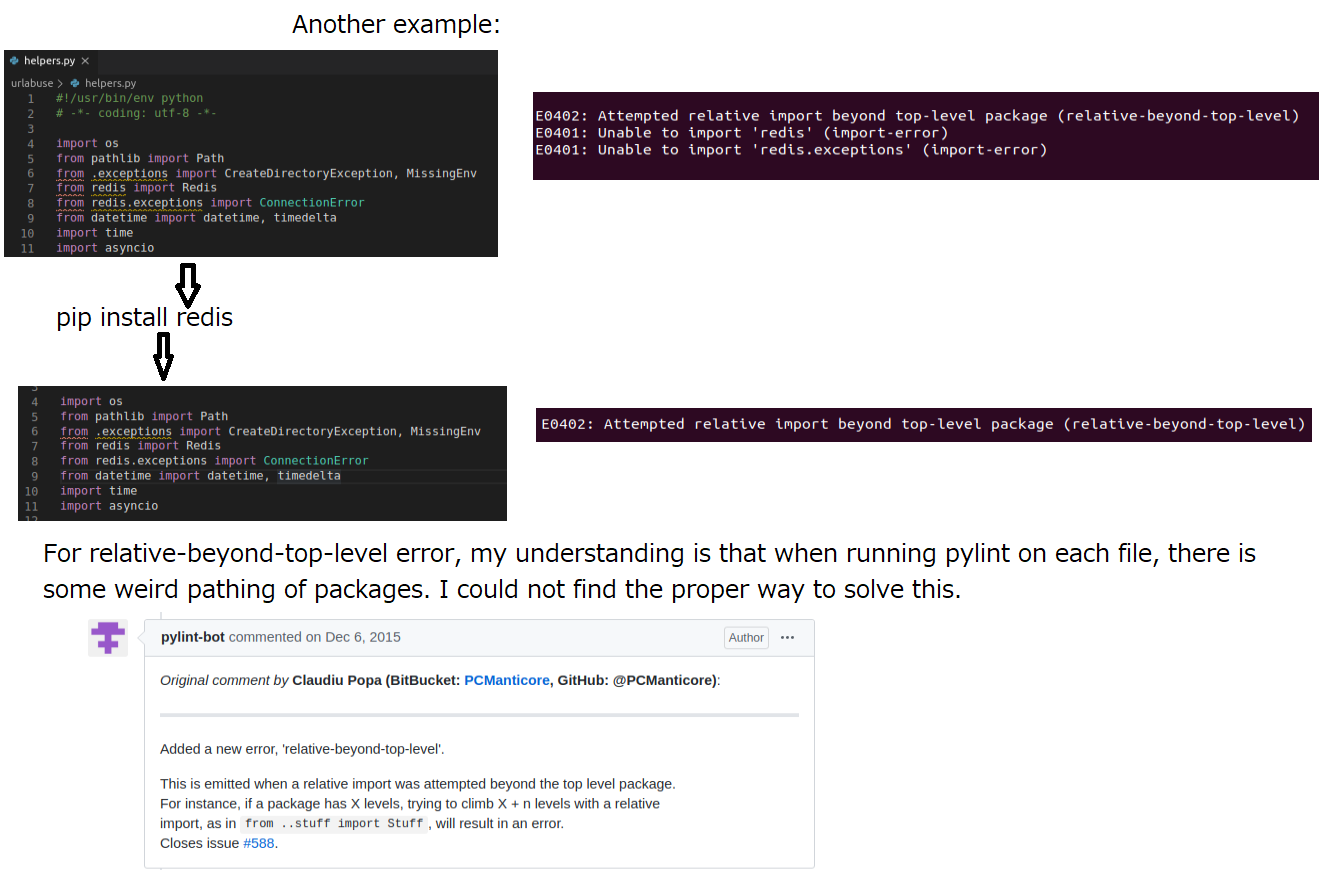 Another example:
helpers.py ×
urlabuse > helpers.py
1 #!/usr/bin/env python
2 # -*- coding: utf-8 -*-
3
4 import os
5 from pathlib import Path
6 from .exceptions import CreateDirectoryException, MissingEnv
7 from redis import Redis
8 from redis.exceptions import ConnectionError
9 from datetime import datetime, timedelta
10 import time
11 import asyncio
E0402: Attempted relative import beyond top-level package (relative-beyond-top-level)
E0401: Unable to import 'redis' (import-error)
E0401: Unable to import 'redis.exceptions' (import-error)
pip install redis
3
4 import os
5 from pathlib import Path
6 from .exceptions import CreateDirectoryException, MissingEnv
7 from redis import Redis
8 from redis.exceptions import ConnectionError
9 from datetime import datetime, timedelta
10 import time
11 import asyncio
12
E0402: Attempted relative import beyond top-level package (relative-beyond-top-level)
For relative-beyond-top-level error, my understanding is that when running pylint on each file, there is
some weird pathing of packages. I could not find the proper way to solve this.
pylint-bot commented on Dec 6, 2015 Author ···
Original comment by Claudiu Popa (BitBucket: PCManticore, GitHub: @PCManticore):
Added a new error, 'relative-beyond-top-level'.
This is emitted when a relative import was attempted beyond the top level package.
For instance, if a package has X levels, trying to climb X + n levels with a relative
import, as in from ..stuff import Stuff , will result in an error.
Closes issue #588.